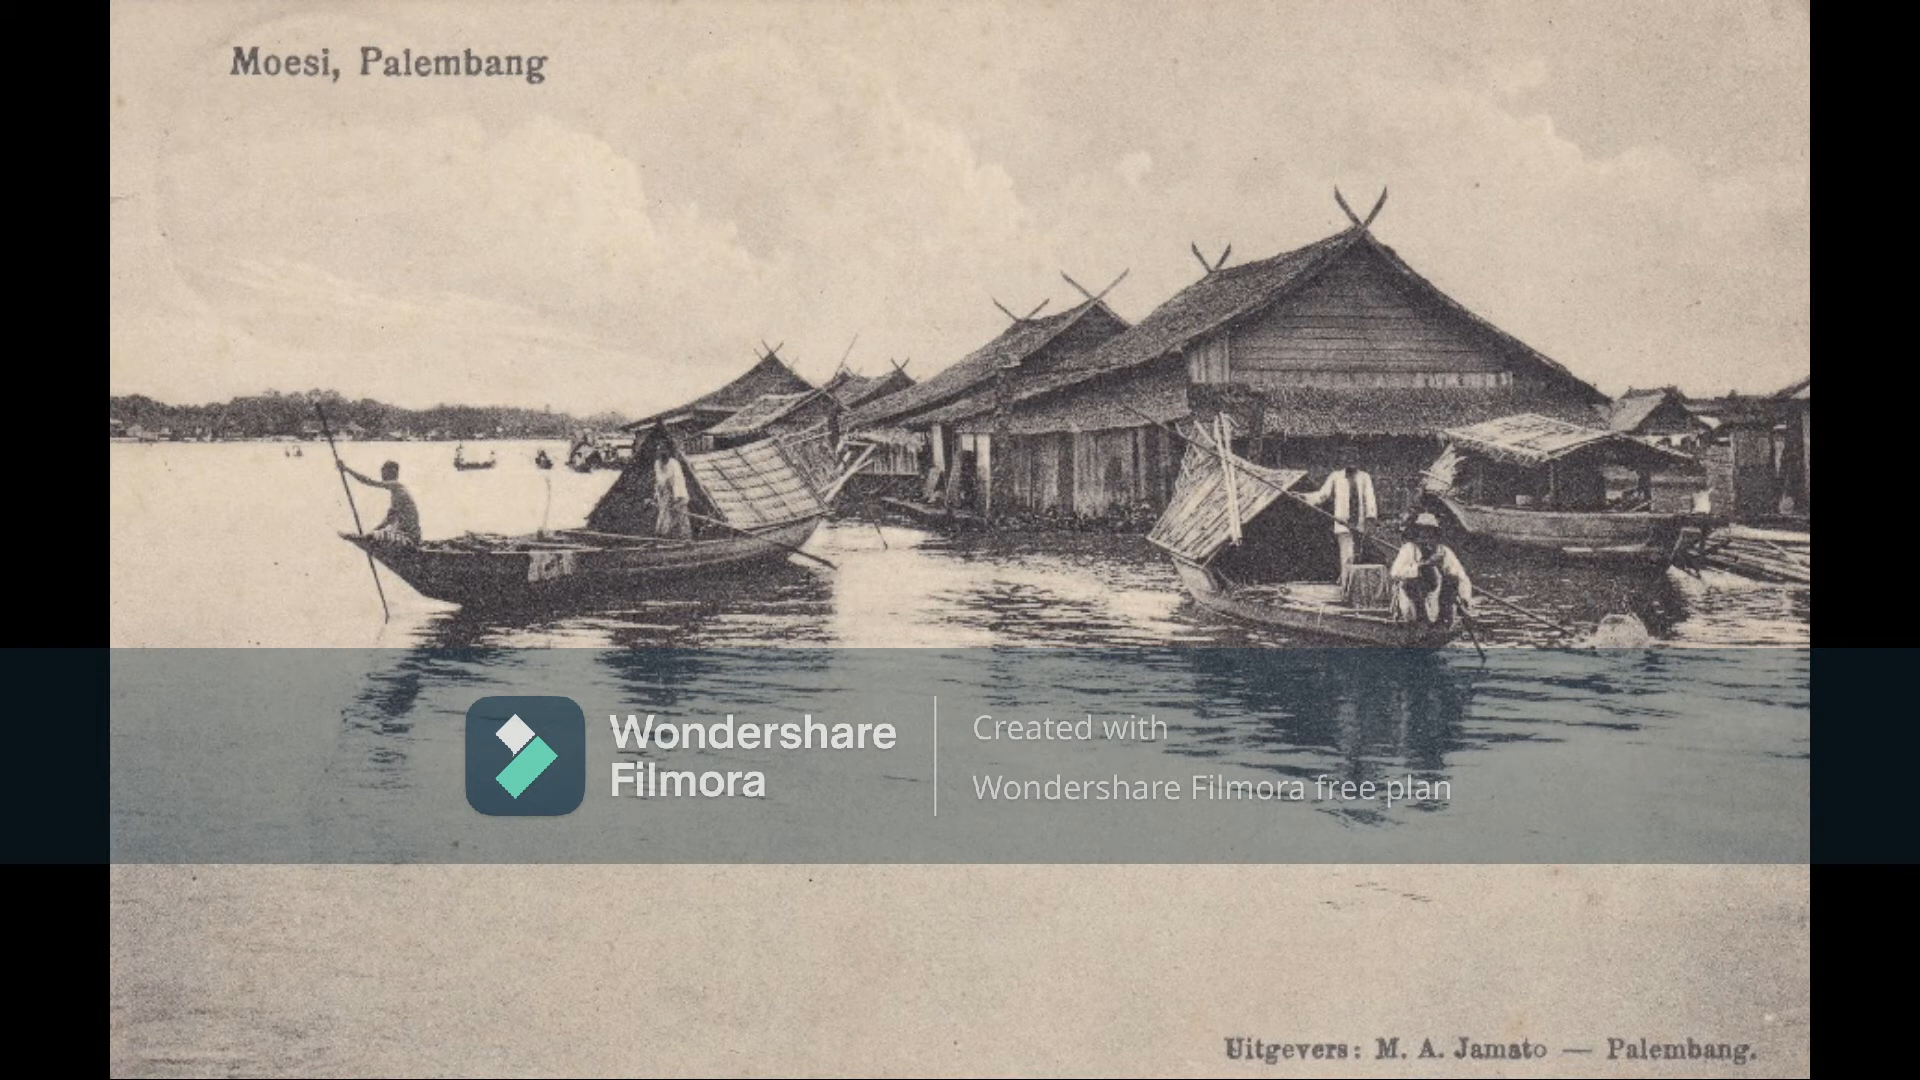 Moesi, Palembang
Wondershare
Filmora
Created with
Wondershare Filmora free plan
Uitgevers: M. A. Jamato — Palembang.